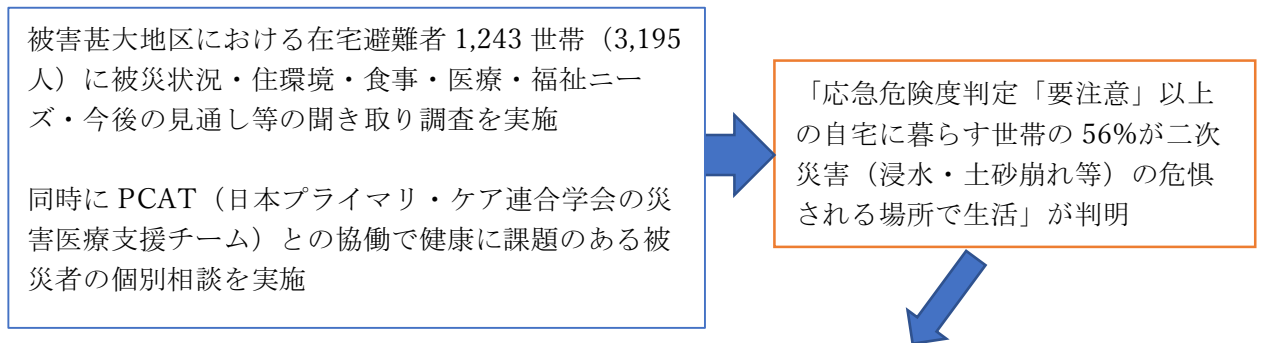 被害甚大地区における在宅避難者 1,243 世帯（3,195
人）に被災状況・住環境・食事・医療・福祉ニー
ズ・今後の見通し等の聞き取り調査を実施
同時に PCAT（日本プライマリ・ケア連合学会の災
害医療支援チーム）との協働で健康に課題のある被
災者の個別相談を実施
「応急危険度判定「要注意」以上
の自宅に暮らす世帯の 56%が二次
災害（浸水・土砂崩れ等）の危惧
される場所で生活」が判明